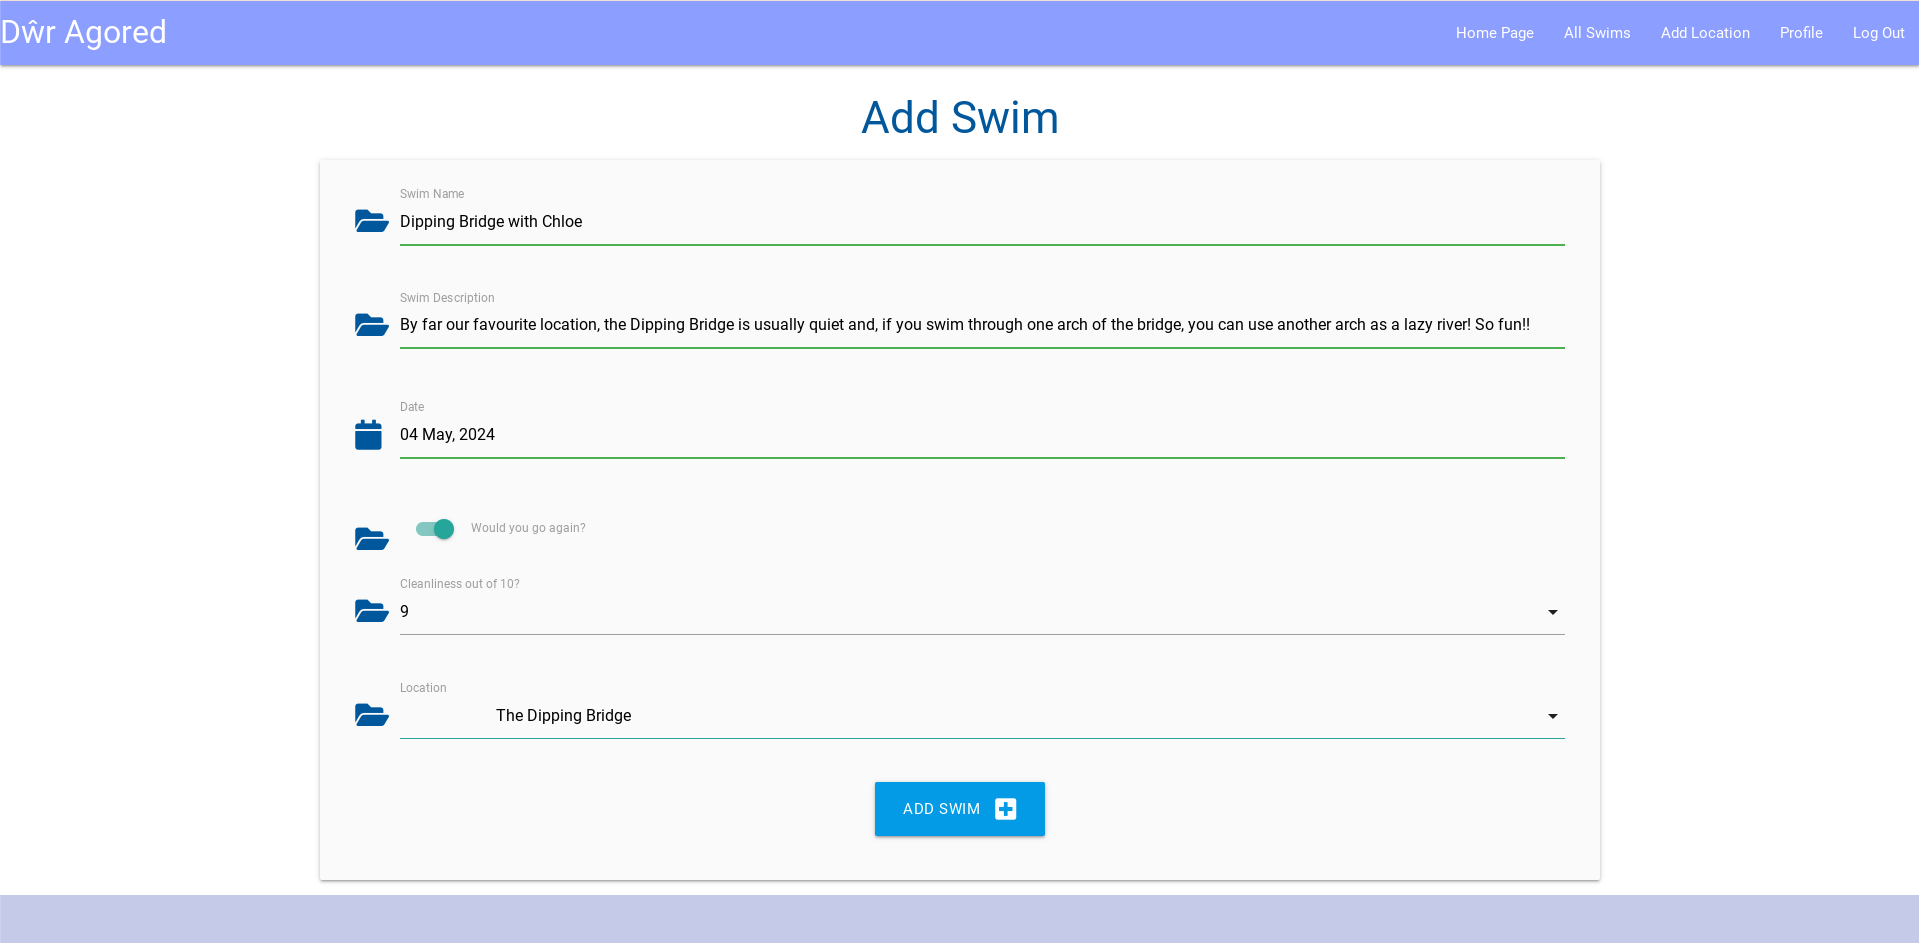 Dŵr Agored
Home Page
All Swims
Add Location
Profile
Log Out
Add Swim
Swim Name
Dipping Bridge with Chloe
Swim Description
By far our favourite location, the Dipping Bridge is usually quiet and, if you swim through one arch of the bridge, you can use another arch as a lazy river! So fun!!
Date
04 May, 2024
Would you go again?
Cleanliness out of 10?
9
Location
The Dipping Bridge
ADD SWIM